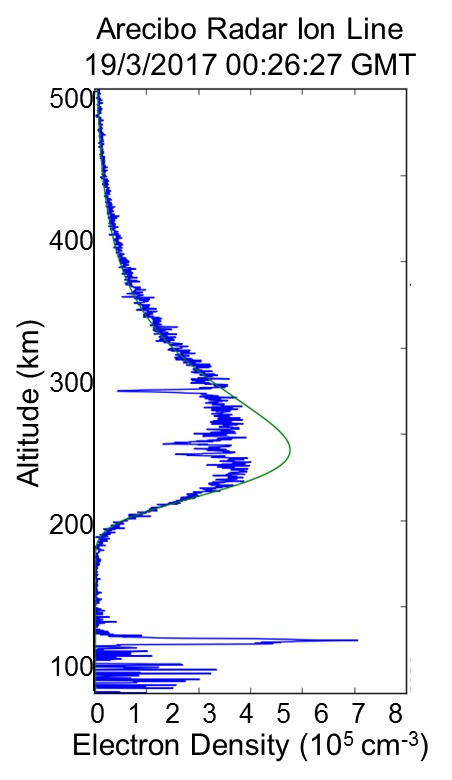 Arecibo Radar Ion Line
19/3/2017 00:26:27 GMT
500
400
300
200
100
Altitude (km)
0 1 2 3 4 5 6 7 8
Electron Density (10⁵ cm⁻³)